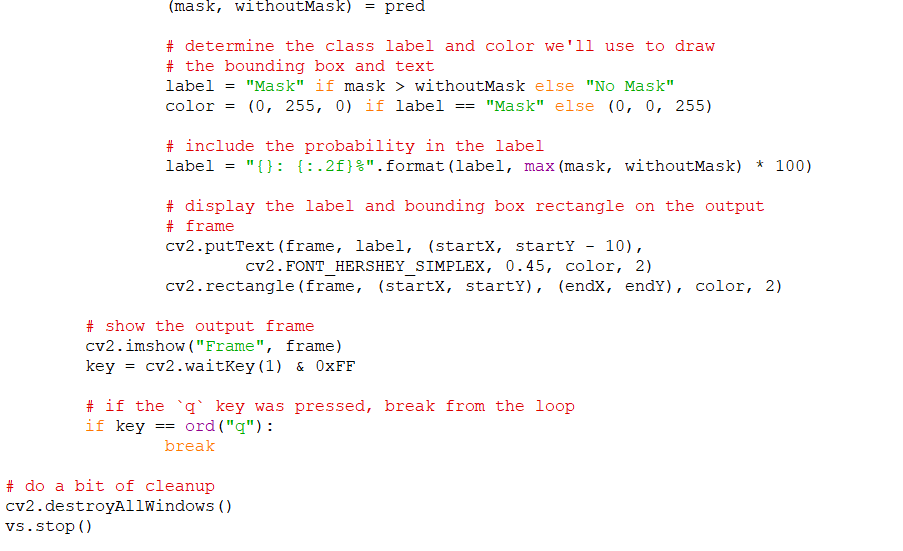 (mask, withoutMask) = pred
# determine the class label and color we'll use to draw
# the bounding box and text
label = "Mask" if mask > withoutMask else "No Mask"
color = (0, 255, 0) if label == "Mask" else (0, 0, 255)
# include the probability in the label
label = "{}: {:.2f}%".format(label, max(mask, withoutMask) * 100)
# display the label and bounding box rectangle on the output
# frame
cv2.putText(frame, label, (startX, startY - 10),
cv2.FONT_HERSHEY_SIMPLEX, 0.45, color, 2)
cv2.rectangle(frame, (startX, startY), (endX, endY), color, 2)
# show the output frame
cv2.imshow("Frame", frame)
key = cv2.waitKey(1) & 0xFF
# if the `q` key was pressed, break from the loop
if key == ord("q"):
break
# do a bit of cleanup
cv2.destroyAllWindows()
vs.stop()